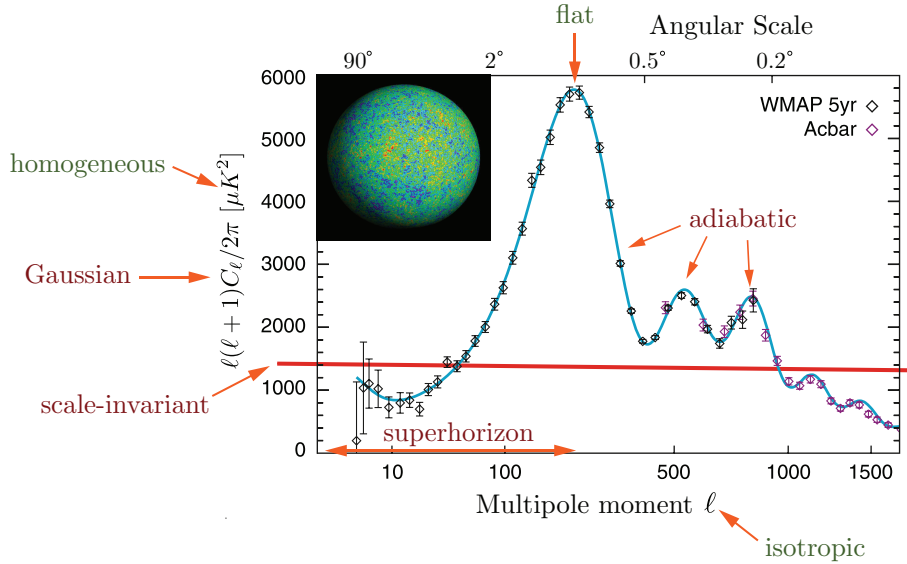 flat
Angular Scale
90° 2° 0.5° 0.2°
6000
5000
4000
3000
2000
1000
0
WMAP 5yr
Acbar
homogeneous
Gaussian
scale-invariant
ℓ(ℓ + 1)Cℓ/2π [μK²]
adiabatic
superhorizon
10 100 500 1000 1500
Multipole moment ℓ
isotropic